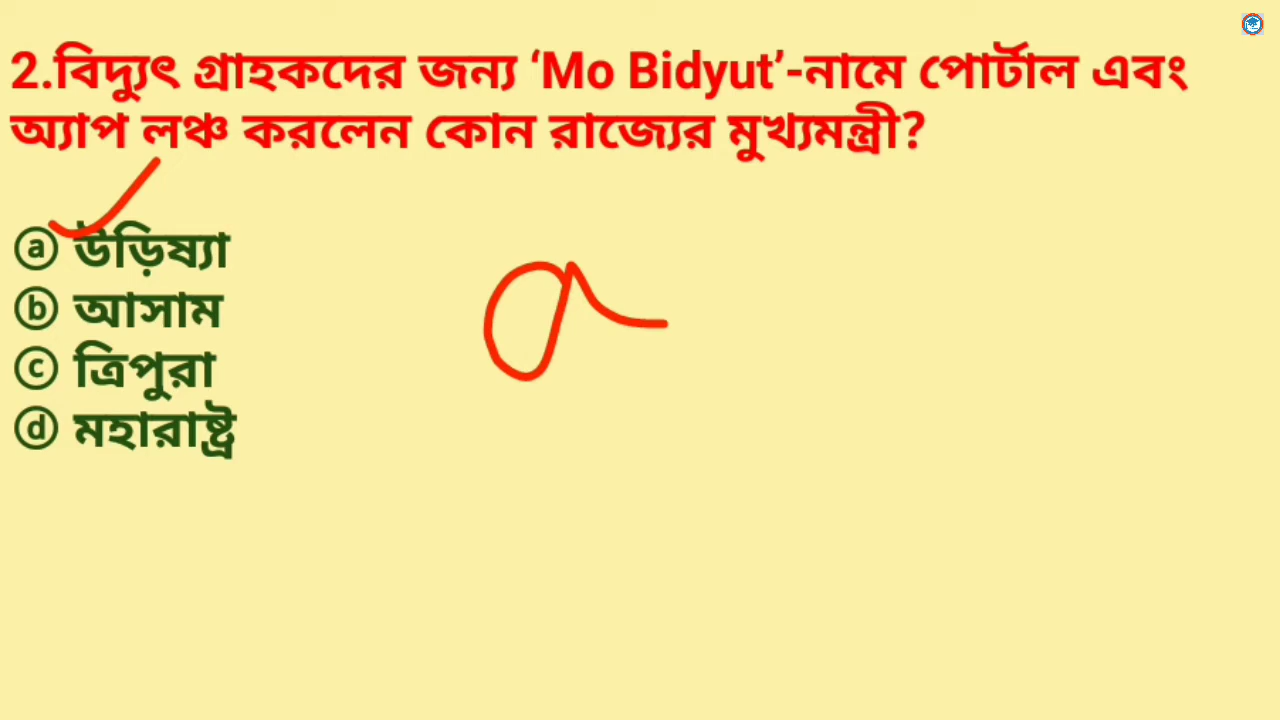 2.বিদ্যুৎ গ্রাহকদের জন্য ‘Mo Bidyut’-নামে পোর্টাল এবং
অ্যাপ লঞ্চ করলেন কোন রাজ্যের মুখ্যমন্ত্রী?
ⓐ উড়িষ্যা
ⓑ আসাম
ⓒ ত্রিপুরা
ⓓ মহারাষ্ট্র
a